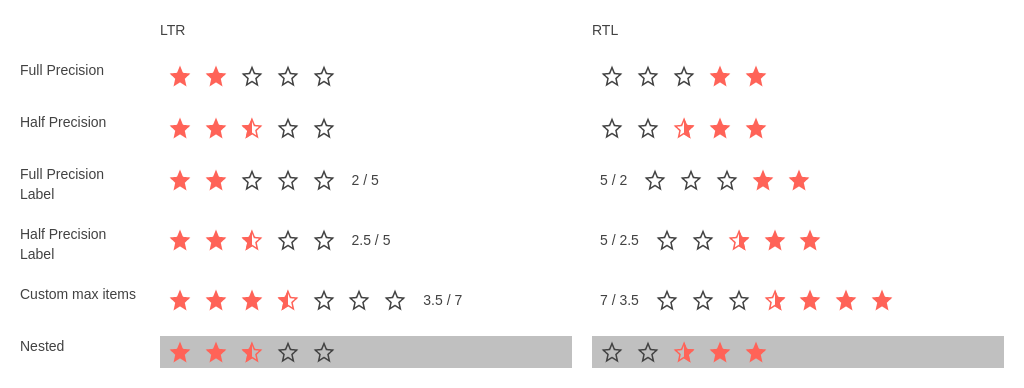 LTR RTL
Full Precision
Half Precision
Full Precision
Label
2 / 5 5 / 2
Half Precision
Label
2.5 / 5 5 / 2.5
Custom max items 3.5 / 7 7 / 3.5
Nested